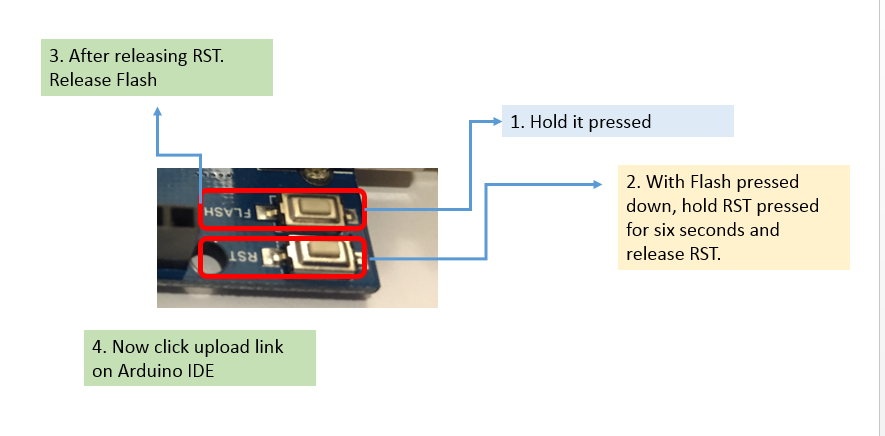 3. After releasing RST.
Release Flash
1. Hold it pressed
2. With Flash pressed
down, hold RST pressed
for six seconds and
release RST.
FLASH
RST
4. Now click upload link
on Arduino IDE